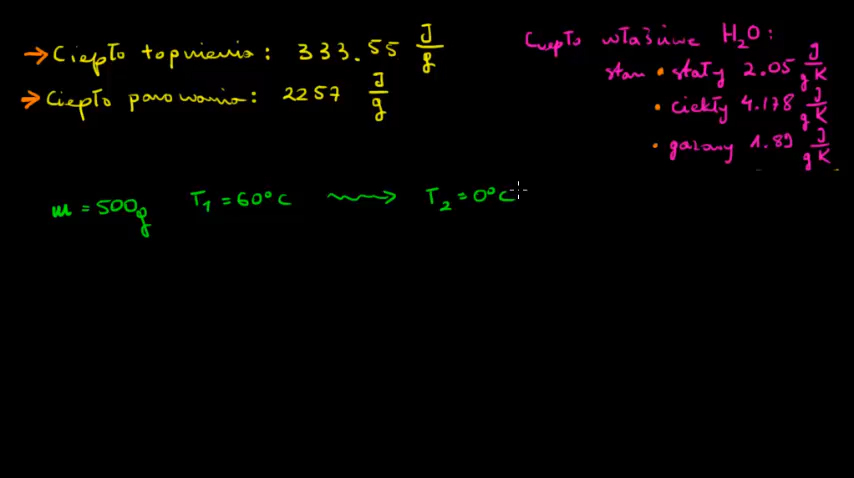 → Ciepło topnienia: 333.55 J/g
→ Ciepło parowania: 2257 J/g
Ciepło właściwe H₂O:
stan • stały 2.05 J/gK
• ciekły 4.178 J/gK
• gazowy 1.89 J/gK
m = 500g T₁ = 60°C → T₂ = 0°C